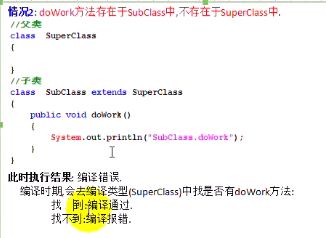 情况2: doWork方法存在于SubClass中,不存在于SuperClass中.
//父类
class SuperClass
{
}
//子类
class SubClass extends SuperClass
{
public void doWork()
{
System.out.println("SubClass.doWork");
}
}
此时执行结果: 编译错误.
编译时期,会去编译类型(SuperClass)中找是否有doWork方法:
找 到:编译通过.
找不到:编译报错.